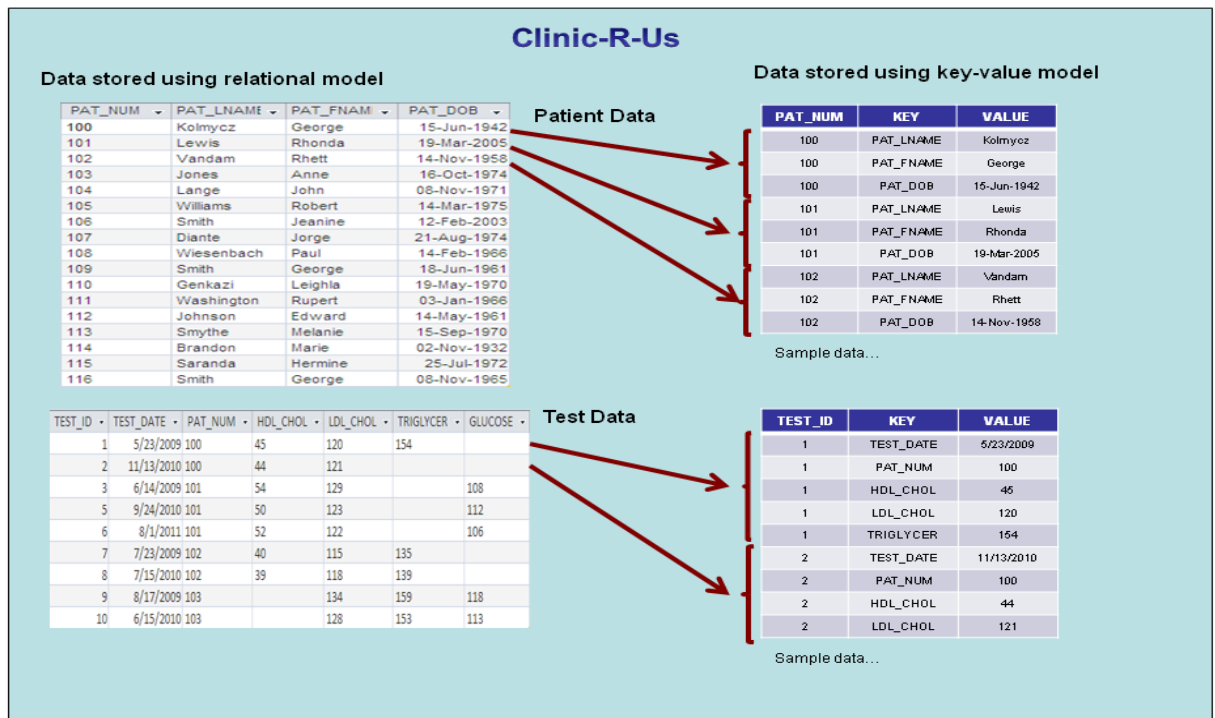 Clinic-R-Us
Data stored using relational model
PAT_NUM PAT_LNAME PAT_FNAMI PAT_DOB
100 Kolmycz George 15-Jun-1942
101 Lewis Rhonda 19-Mar-2005
102 Vandam Rhett 14-Nov-1958
103 Jones Anne 16-Oct-1974
104 Lange John 08-Nov-1971
105 Williams Robert 14-Mar-1975
106 Smith Jeanine 12-Feb-2003
107 Diante Jorge 21-Aug-1974
108 Wiesenbach Paul 14-Feb-1966
109 Smith George 18-Jun-1961
110 Genkazi Leighla 19-May-1970
111 Washington Rupert 03-Jan-1966
112 Johnson Edward 14-May-1961
113 Smythe Melanie 15-Sep-1970
114 Brandon Marie 02-Nov-1932
115 Saranda Hermine 25-Jul-1972
116 Smith George 08-Nov-1965
Patient Data
Data stored using key-value model
PAT_NUM KEY VALUE
100 PAT_LNAME Kolmycz
100 PAT_FNAME George
100 PAT_DOB 15-Jun-1942
101 PAT_LNAME Lewis
101 PAT_FNAME Rhonda
101 PAT_DOB 19-Mar-2005
102 PAT_LNAME Vandam
102 PAT_FNAME Rhett
102 PAT_DOB 14-Nov-1958
Sample data...
TEST_ID TEST_DATE PAT_NUM HDL_CHOL LDL_CHOL TRIGLYCER GLUCOSE
1 5/23/2009 100 45 120 154
2 11/13/2010 100 44 121
3 6/14/2009 101 54 129 108
5 9/24/2010 101 50 123 112
6 8/1/2011 101 52 122 106
7 7/23/2009 102 40 115 135
8 7/15/2010 102 39 118 139
9 8/17/2009 103 134 159 118
10 6/15/2010 103 128 153 113
Test Data
TEST_ID KEY VALUE
1 TEST_DATE 5/23/2009
1 PAT_NUM 100
1 HDL_CHOL 45
1 LDL_CHOL 120
1 TRIGLYCER 154
2 TEST_DATE 11/13/2010
2 PAT_NUM 100
2 HDL_CHOL 44
2 LDL_CHOL 121
Sample data...